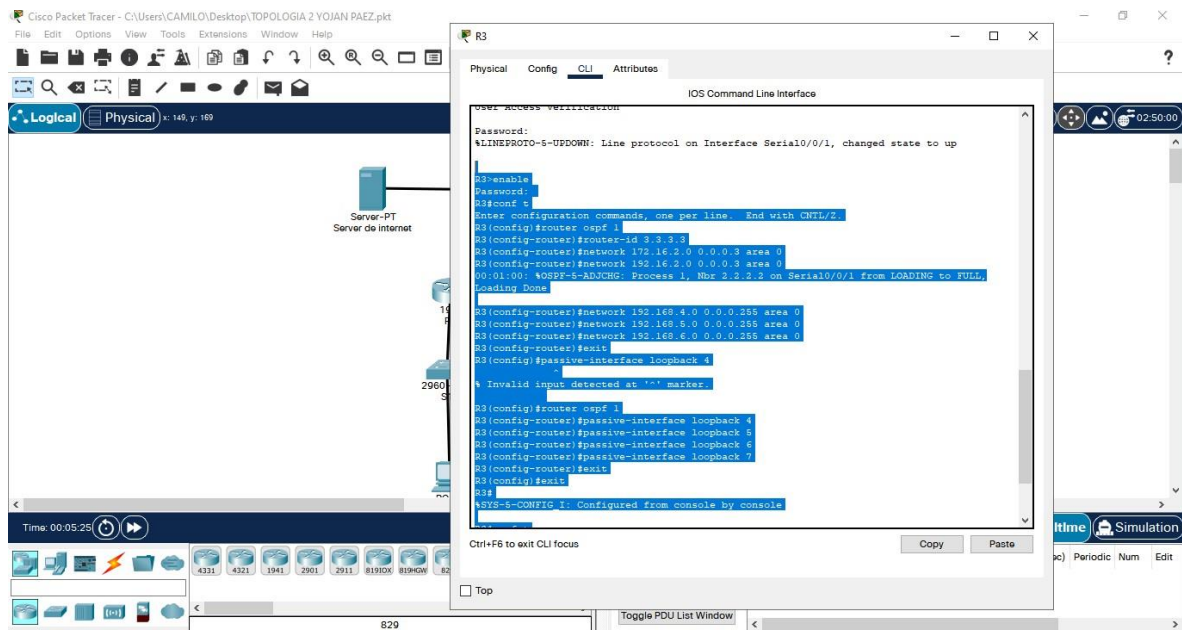 Cisco Packet Tracer - C:\Users\CAMILO\Desktop\TOPOLOGIA 2 YOJAN PAEZ.pkt
File Edit Options View Tools Extensions Window Help
Logical
Physical
x: 149, y: 169
02:50:00
Server-PT
Server de internet
19
2960
Time: 00:05:25
4331 4321 1941 2901 2911 819IOX 819HGW 82
829
R3
Physical Config CLI Attributes
IOS Command Line Interface
User Access Verification
Password:
%LINEPROTO-5-UPDOWN: Line protocol on Interface Serial0/0/1, changed state to up
R3>enable
Password:
R3#conf t
Enter configuration commands, one per line. End with CNTL/Z.
R3(config)#router ospf 1
R3(config-router)#router-id 3.3.3.3
R3(config-router)#network 172.16.2.0 0.0.0.3 area 0
R3(config-router)#network 192.16.2.0 0.0.0.3 area 0
00:01:00: %OSPF-5-ADJCHG: Process 1, Nbr 2.2.2.2 on Serial0/0/1 from LOADING to FULL,
Loading Done
R3(config-router)#network 192.168.4.0 0.0.0.255 area 0
R3(config-router)#network 192.168.5.0 0.0.0.255 area 0
R3(config-router)#network 192.168.6.0 0.0.0.255 area 0
R3(config-router)#exit
R3(config)#passive-interface loopback 4
^
% Invalid input detected at '^' marker.
R3(config)#router ospf 1
R3(config-router)#passive-interface loopback 4
R3(config-router)#passive-interface loopback 5
R3(config-router)#passive-interface loopback 6
R3(config-router)#passive-interface loopback 7
R3(config-router)#exit
R3(config)#exit
R3#
%SYS-5-CONFIG_I: Configured from console by console
Ctrl+F6 to exit CLI focus
Copy
Paste
Top
ltime
Simulation
Periodic Num Edit
Toggle PDU List Window